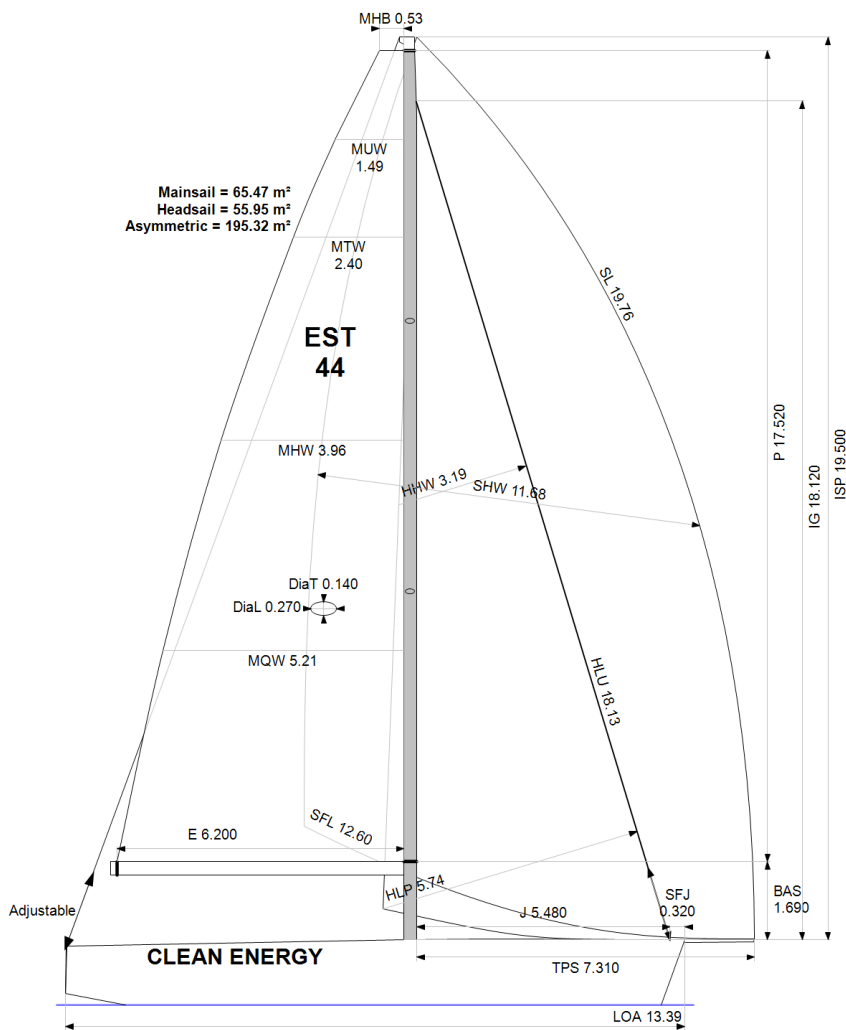 MHB 0.53
MUW
1.49
Mainsail = 65.47 m²
Headsail = 55.95 m²
Asymmetric = 195.32 m²
MTW
2.40
SL 19.76
EST
44
P 17.520
IG 18.120
ISP 19.500
MHW 3.96
HHW 3.19
SHW 11.68
DiaT 0.140
DiaL 0.270
MQW 5.21
HLU 18.13
SFL 12.60
E 6.200
HLP 5.74
Adjustable
J 5.480
SFJ
0.320
BAS
1.690
CLEAN ENERGY
TPS 7.310
LOA 13.39